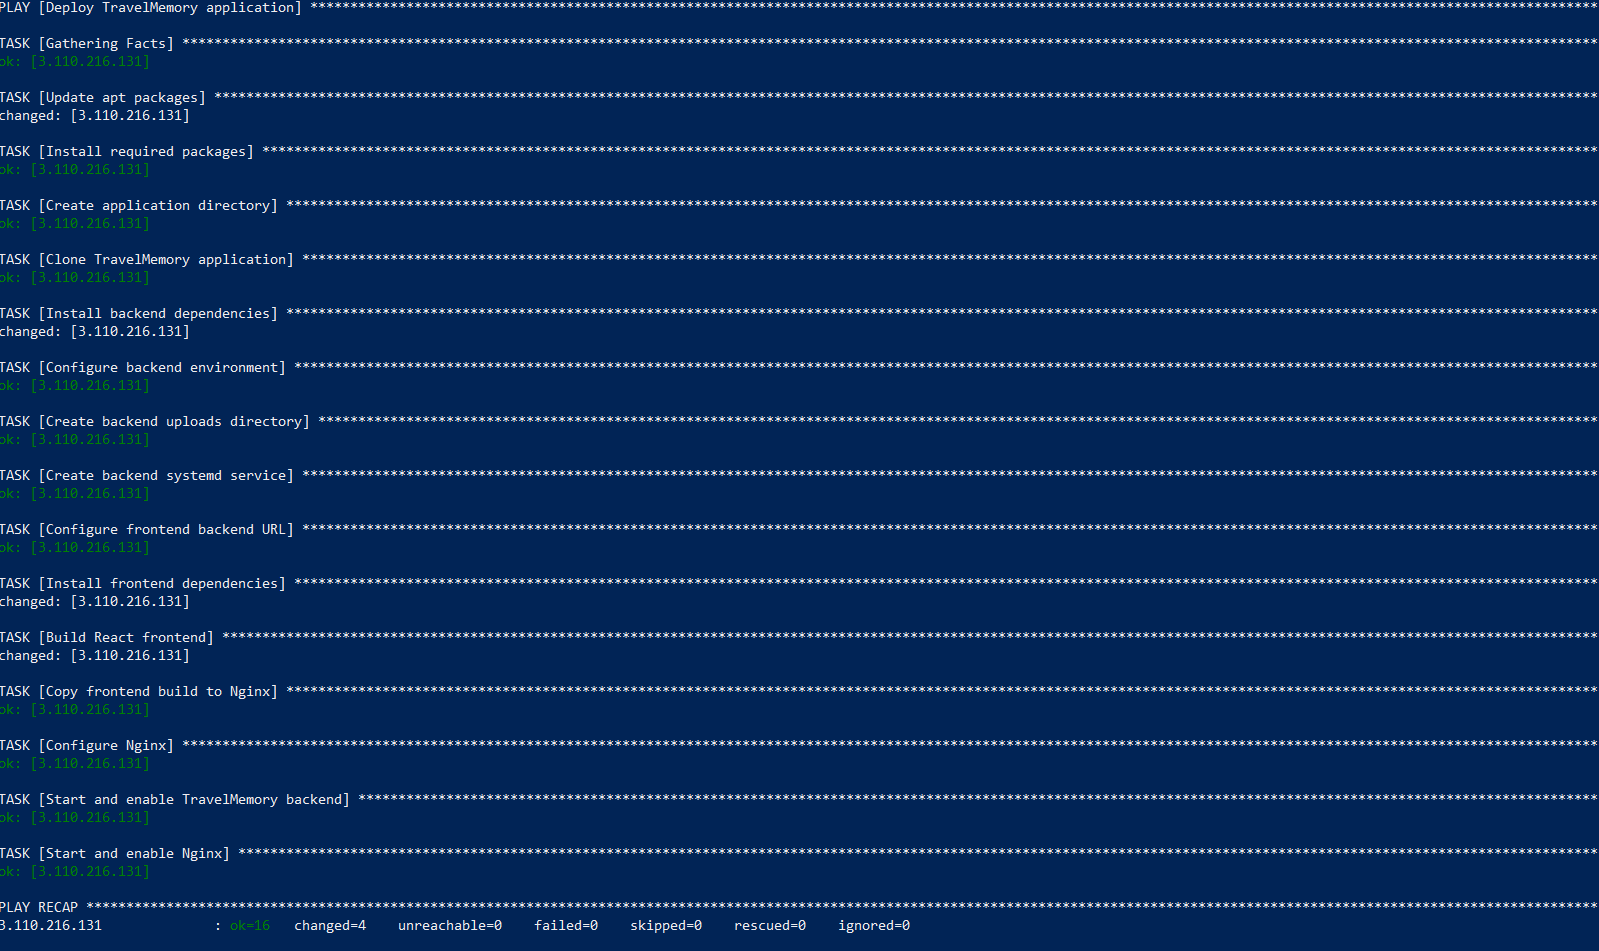 PLAY [Deploy TravelMemory application] ******************************************************************************************************************************************************************
TASK [Gathering Facts] **********************************************************************************************************************************************************************************
ok: [3.110.216.131]
TASK [Update apt packages] ******************************************************************************************************************************************************************************
changed: [3.110.216.131]
TASK [Install required packages] ************************************************************************************************************************************************************************
ok: [3.110.216.131]
TASK [Create application directory] *********************************************************************************************************************************************************************
ok: [3.110.216.131]
TASK [Clone TravelMemory application] *******************************************************************************************************************************************************************
ok: [3.110.216.131]
TASK [Install backend dependencies] *********************************************************************************************************************************************************************
changed: [3.110.216.131]
TASK [Configure backend environment] ********************************************************************************************************************************************************************
ok: [3.110.216.131]
TASK [Create backend uploads directory] *****************************************************************************************************************************************************************
ok: [3.110.216.131]
TASK [Create backend systemd service] *******************************************************************************************************************************************************************
ok: [3.110.216.131]
TASK [Configure frontend backend URL] *******************************************************************************************************************************************************************
ok: [3.110.216.131]
TASK [Install frontend dependencies] ********************************************************************************************************************************************************************
changed: [3.110.216.131]
TASK [Build React frontend] *****************************************************************************************************************************************************************************
changed: [3.110.216.131]
TASK [Copy frontend build to Nginx] *********************************************************************************************************************************************************************
ok: [3.110.216.131]
TASK [Configure Nginx] **********************************************************************************************************************************************************************************
ok: [3.110.216.131]
TASK [Start and enable TravelMemory backend] ************************************************************************************************************************************************************
ok: [3.110.216.131]
TASK [Start and enable Nginx] ***************************************************************************************************************************************************************************
ok: [3.110.216.131]
PLAY RECAP **********************************************************************************************************************************************************************************************
3.110.216.131              : ok=16   changed=4    unreachable=0    failed=0    skipped=0    rescued=0    ignored=0